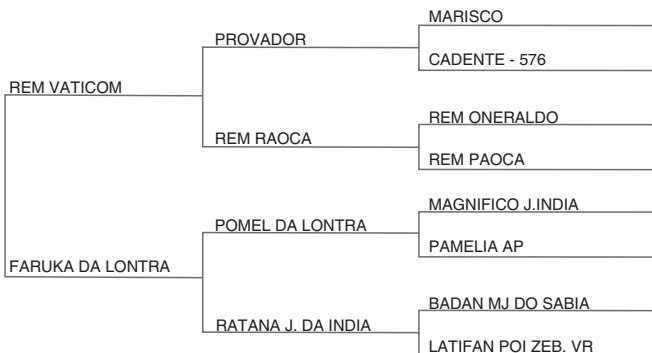 MARISCO
PROVADOR
CADENTE - 576
REM VATICOM
REM ONERALDO
REM RAOCA
REM PAOCA
MAGNIFICO J.INDIA
POMEL DA LONTRA
PAMELIA AP
FARUKA DA LONTRA
BADAN MJ DO SABIA
RATANA J. DA INDIA
LATIFAN POI ZEB. VR